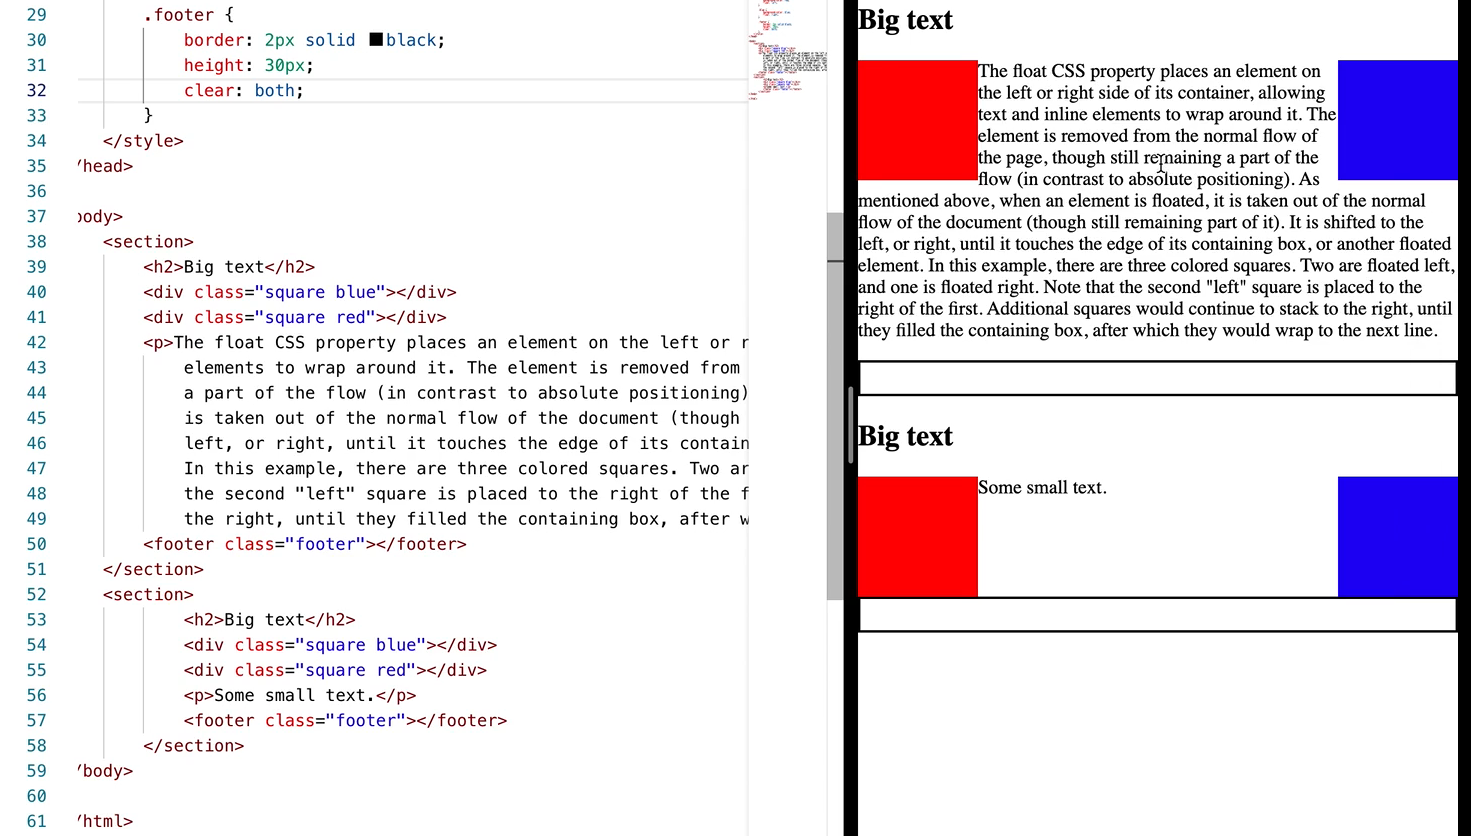 29 .footer {
30 border: 2px solid black;
31 height: 30px;
32 clear: both;
33 }
34 </style>
35 /head>
36
37 body>
38 <section>
39 <h2>Big text</h2>
40 <div class="square blue"></div>
41 <div class="square red"></div>
42 <p>The float CSS property places an element on the left or r
43 elements to wrap around it. The element is removed from
44 a part of the flow (in contrast to absolute positioning)
45 is taken out of the normal flow of the document (though
46 left, or right, until it touches the edge of its contain
47 In this example, there are three colored squares. Two ar
48 the second "left" square is placed to the right of the f
49 the right, until they filled the containing box, after w
50 <footer class="footer"></footer>
51 </section>
52 <section>
53 <h2>Big text</h2>
54 <div class="square blue"></div>
55 <div class="square red"></div>
56 <p>Some small text.</p>
57 <footer class="footer"></footer>
58 </section>
59 /body>
60
61 /html>
Big text
The float CSS property places an element on
the left or right side of its container, allowing
text and inline elements to wrap around it. The
element is removed from the normal flow of
the page, though still remaining a part of the
flow (in contrast to absolute positioning). As
mentioned above, when an element is floated, it is taken out of the normal
flow of the document (though still remaining part of it). It is shifted to the
left, or right, until it touches the edge of its containing box, or another floated
element. In this example, there are three colored squares. Two are floated left,
and one is floated right. Note that the second "left" square is placed to the
right of the first. Additional squares would continue to stack to the right, until
they filled the containing box, after which they would wrap to the next line.
Big text
Some small text.